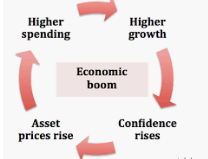 Higher
spending
Higher
growth
Economic
boom
Asset
prices rise
Confidence
rises